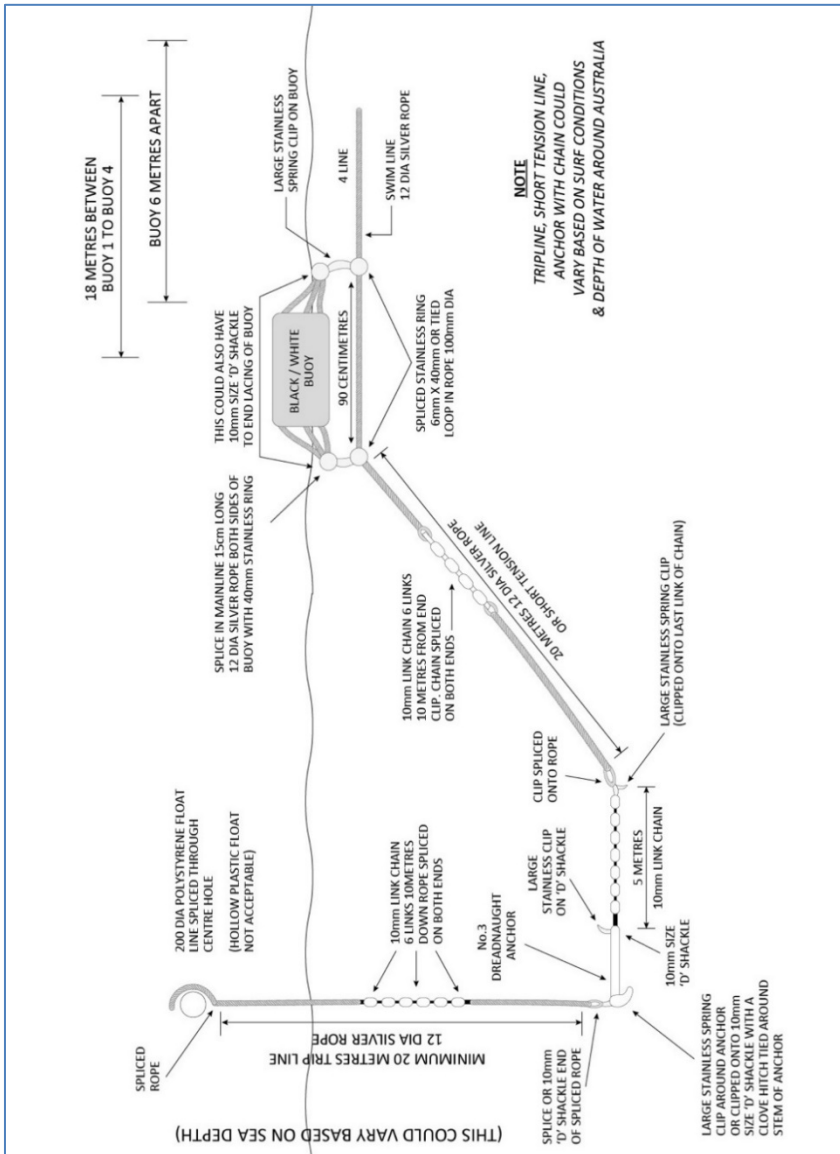 18 METRES BETWEEN
BUOY 1 TO BUOY 4
BUOY 6 METRES APART
LARGE STAINLESS
SPRING CLIP ON BUOY
4 LINE
SWIM LINE
12 DIA SILVER ROPE
THIS COULD ALSO HAVE
10mm SIZE 'D' SHACKLE
TO END LACING OF BUOY
BLACK / WHITE
BUOY
90 CENTIMETRES
SPLICED STAINLESS RING
6mm X 40mm OR TIED
LOOP IN ROPE 100mm DIA
NOTE
TRIPLINE, SHORT TENSION LINE,
ANCHOR WITH CHAIN COULD
VARY BASED ON SURF CONDITIONS
& DEPTH OF WATER AROUND AUSTRALIA
SPLICE IN MAINLINE 15cm LONG
12 DIA SILVER ROPE BOTH SIDES OF
BUOY WITH 40mm STAINLESS RING
10mm LINK CHAIN 6 LINKS
10 METRES FROM END
CLIP. CHAIN SPLICED
ON BOTH ENDS
20 METRES 12 DIA SILVER ROPE
OR SHORT TENSION LINE
200 DIA POLYSTYRENE FLOAT
LINE SPLICED THROUGH
CENTRE HOLE
(HOLLOW PLASTIC FLOAT
NOT ACCEPTABLE)
CLIP SPLICED
ONTO ROPE
LARGE STAINLESS SPRING CLIP
(CLIPPED ONTO LAST LINK OF CHAIN)
5 METRES
10mm LINK CHAIN
LARGE
STAINLESS CLIP
ON 'D' SHACKLE
10mm SIZE
'D' SHACKLE
10mm LINK CHAIN
6 LINKS 10METRES
DOWN ROPE SPLICED
ON BOTH ENDS
No.3
DREADNAUGHT
ANCHOR
SPLICED
ROPE
MINIMUM 20 METRES TRIP LINE
12 DIA SILVER ROPE
(THIS COULD VARY BASED ON SEA DEPTH)
SPLICE OR 10mm
'D' SHACKLE END
OF SPLICED ROPE
LARGE STAINLESS SPRING
CLIP AROUND ANCHOR
OR CLIPPED ONTO 10mm
SIZE 'D' SHACKLE WITH A
CLOVE HITCH TIED AROUND
STEM OF ANCHOR